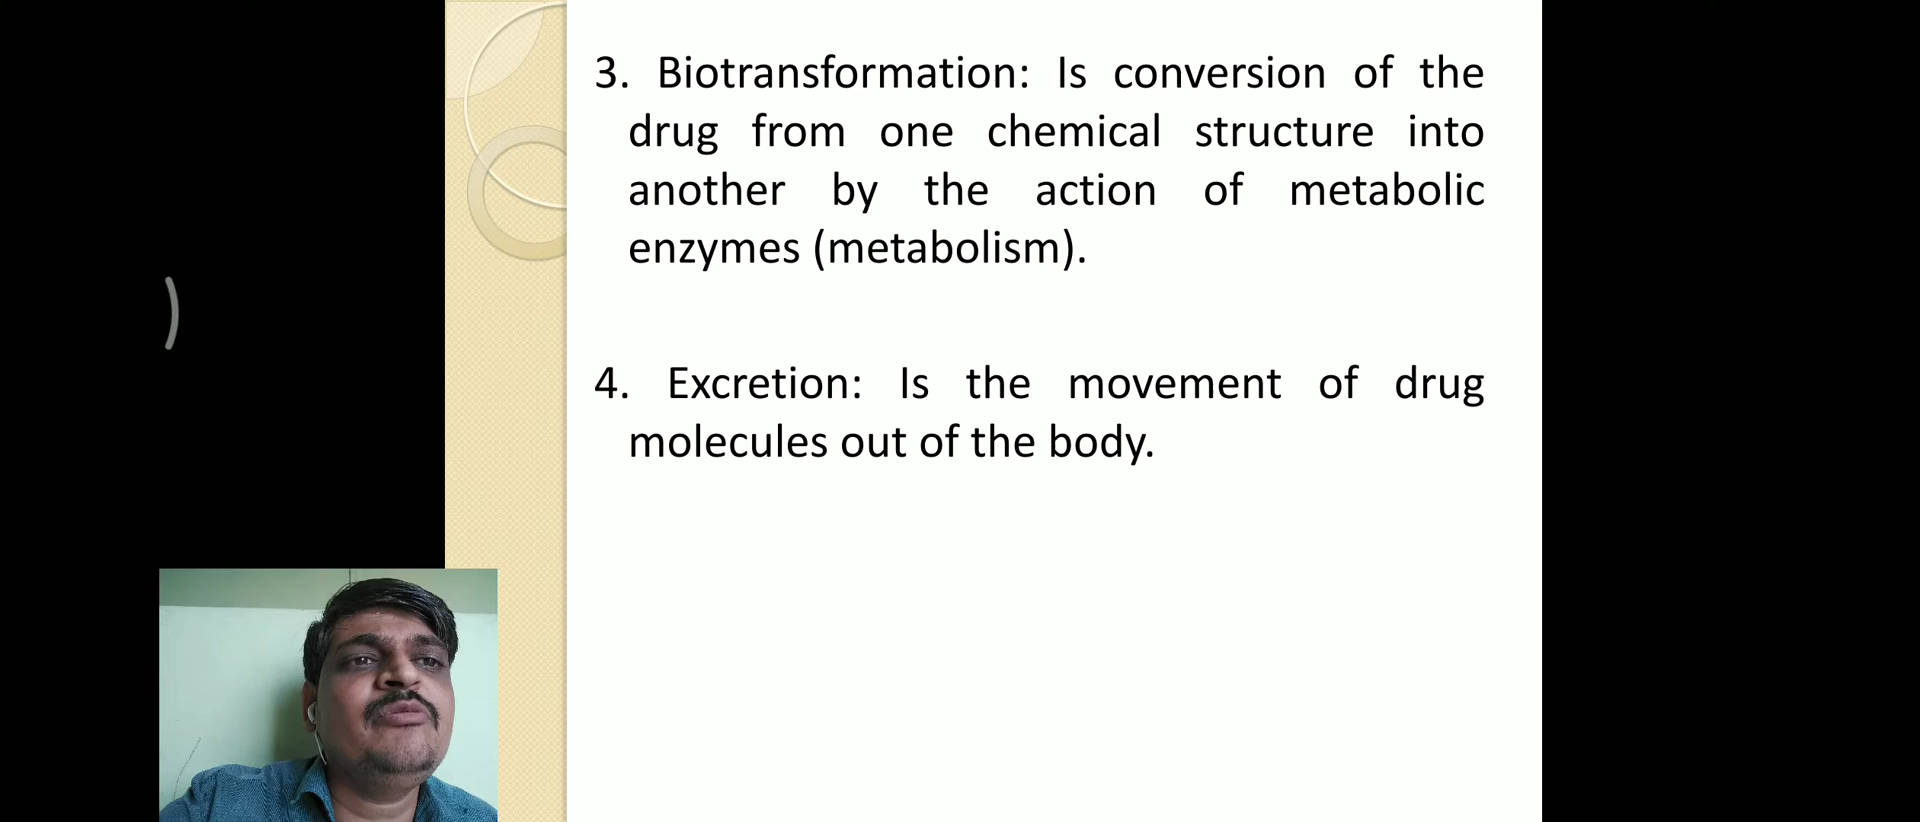 3. Biotransformation: Is conversion of the
drug from one chemical structure into
another by the action of metabolic
enzymes (metabolism).
4. Excretion: Is the movement of drug
molecules out of the body.